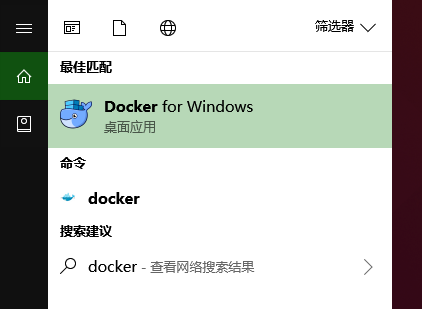 筛选器
最佳匹配
Docker for Windows
桌面应用
命令
docker
搜索建议
docker - 查看网络搜索结果